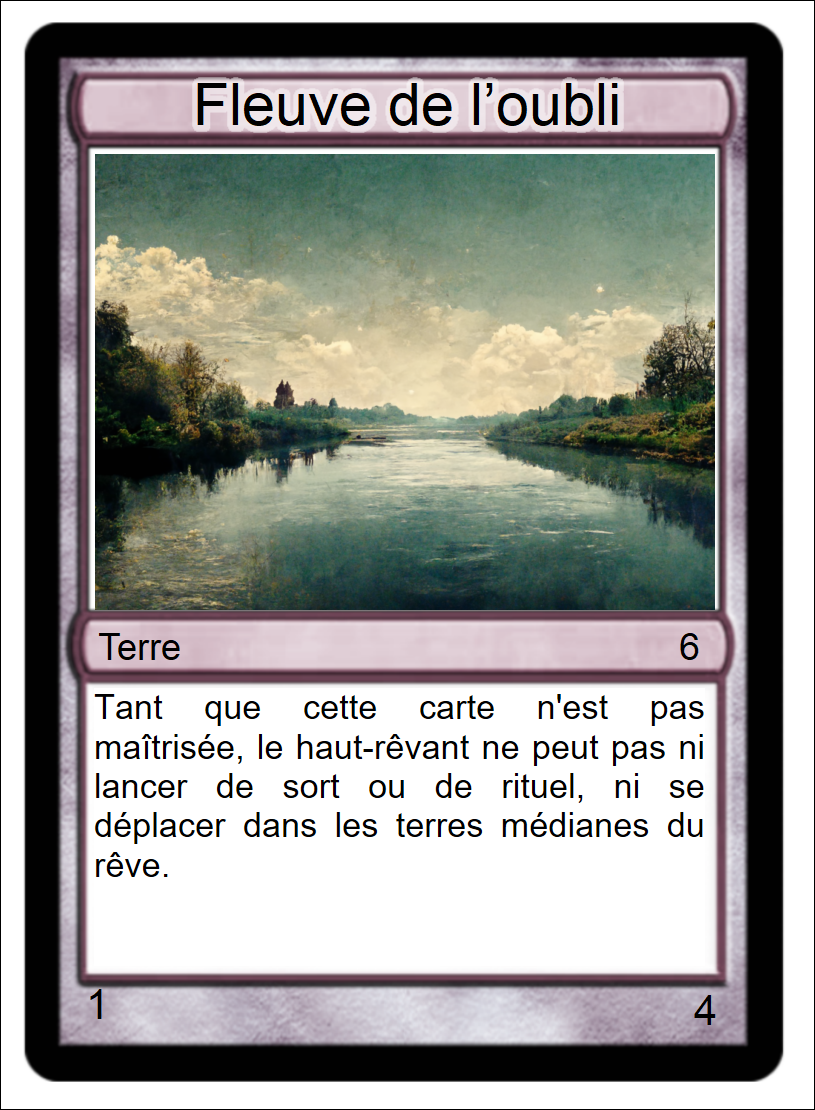 Fleuve de l’oubli
Terre 6
Tant que cette carte n'est pas
maîtrisée, le haut-rêvant ne peut pas ni
lancer de sort ou de rituel, ni se
déplacer dans les terres médianes du
rêve.
1 4